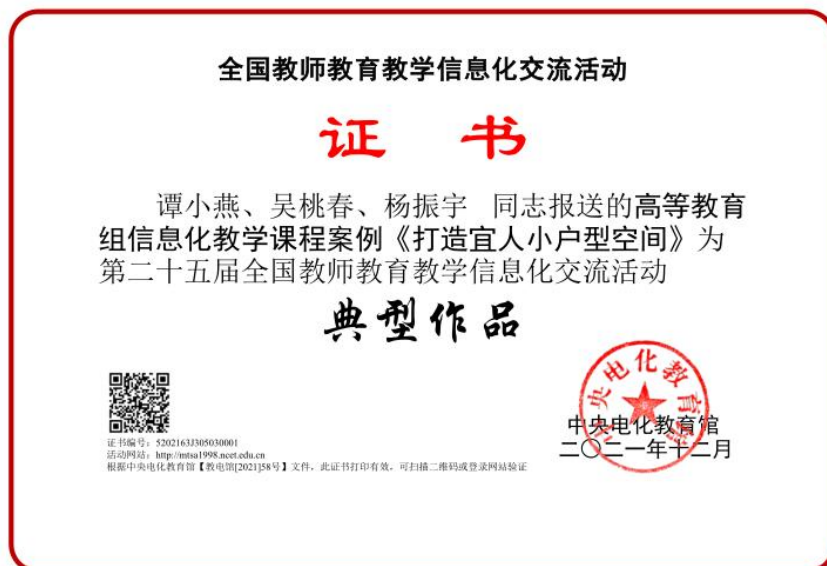 全国教师教育教学信息化交流活动
证 书
谭小燕、吴桃春、杨振宇 同志报送的高等教育
组信息化教学课程案例《打造宜人小户型空间》为
第二十五届全国教师教育教学信息化交流活动
典型作品
中央电化教育馆
中央电化教育馆
二〇二一年十二月
证书编号：5202163J305030001
活动网站：http://mtsa1998.ncet.edu.cn
根据中央电化教育馆【教电馆[2021]58号】文件，此证书打印有效，可扫描二维码或登录网站验证